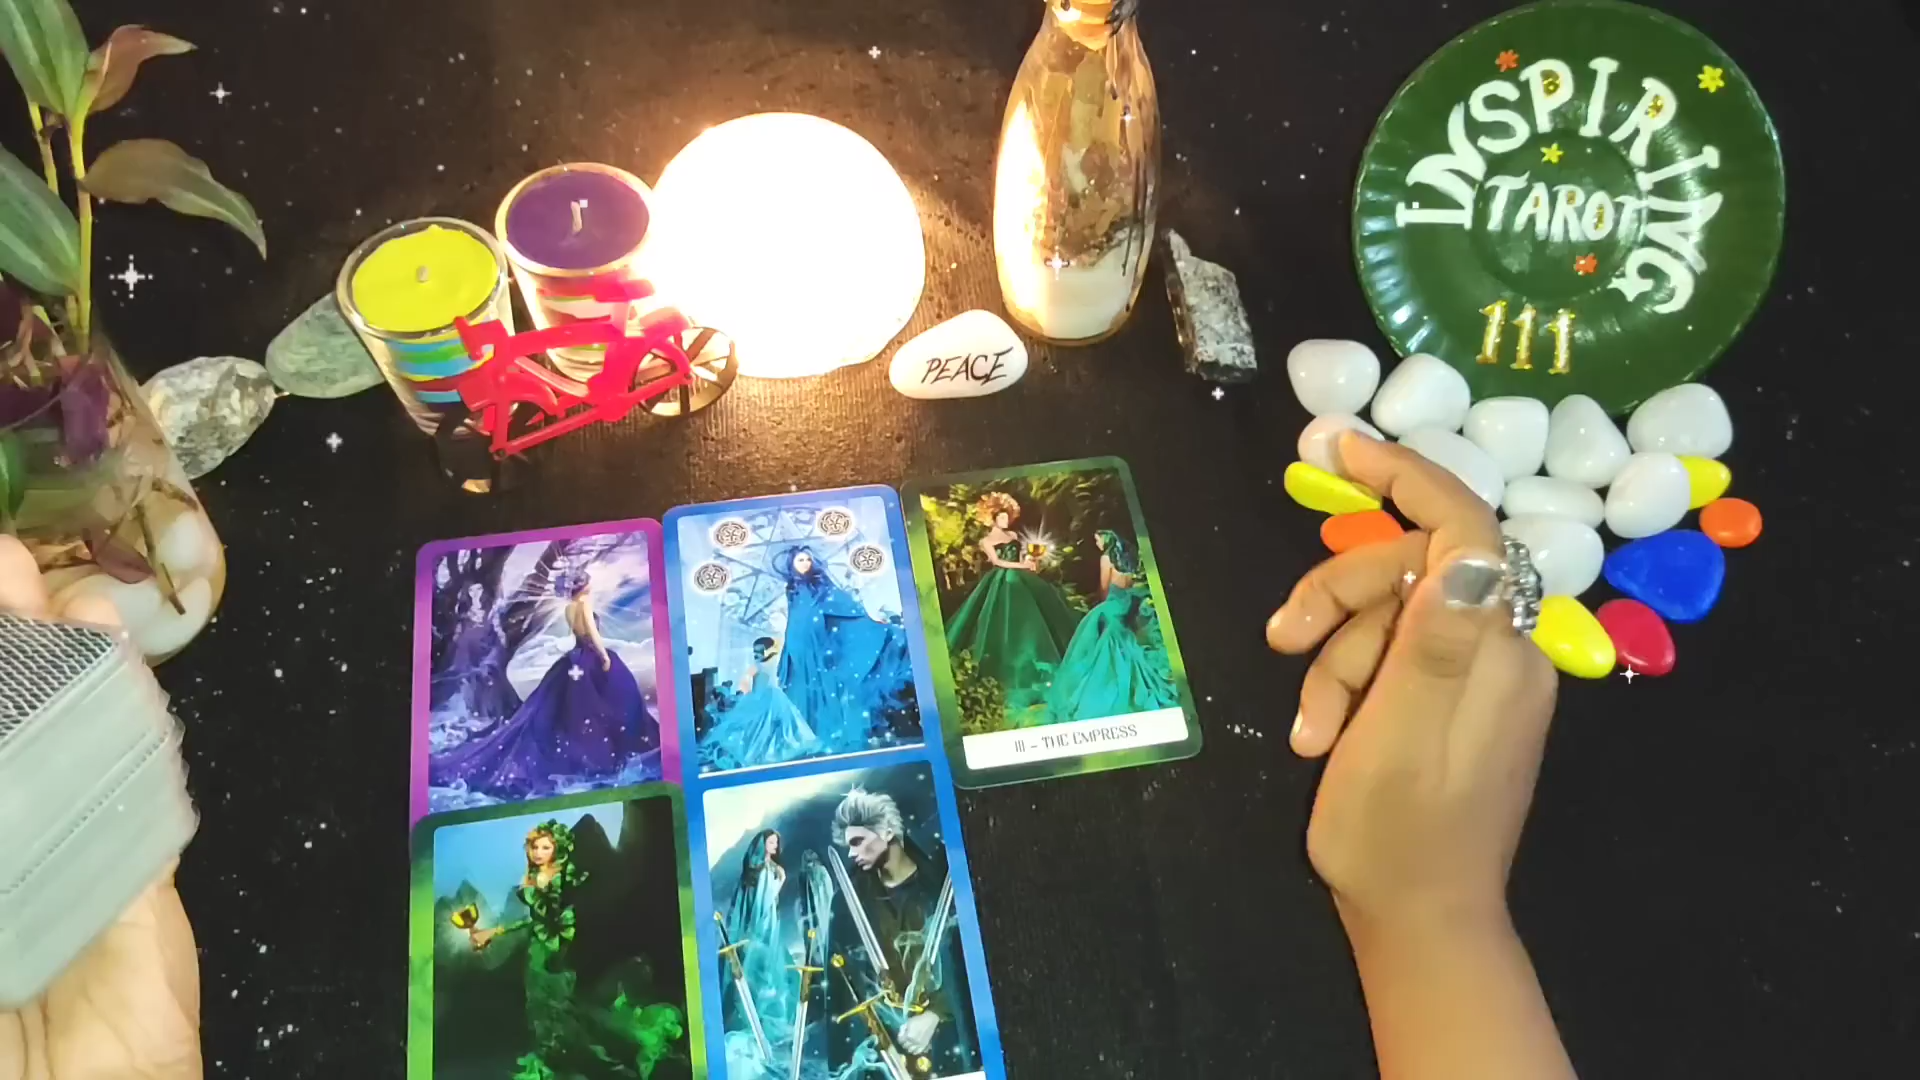 INSPIRING
TAROT
111
PEACE
III – THE EMPRESS